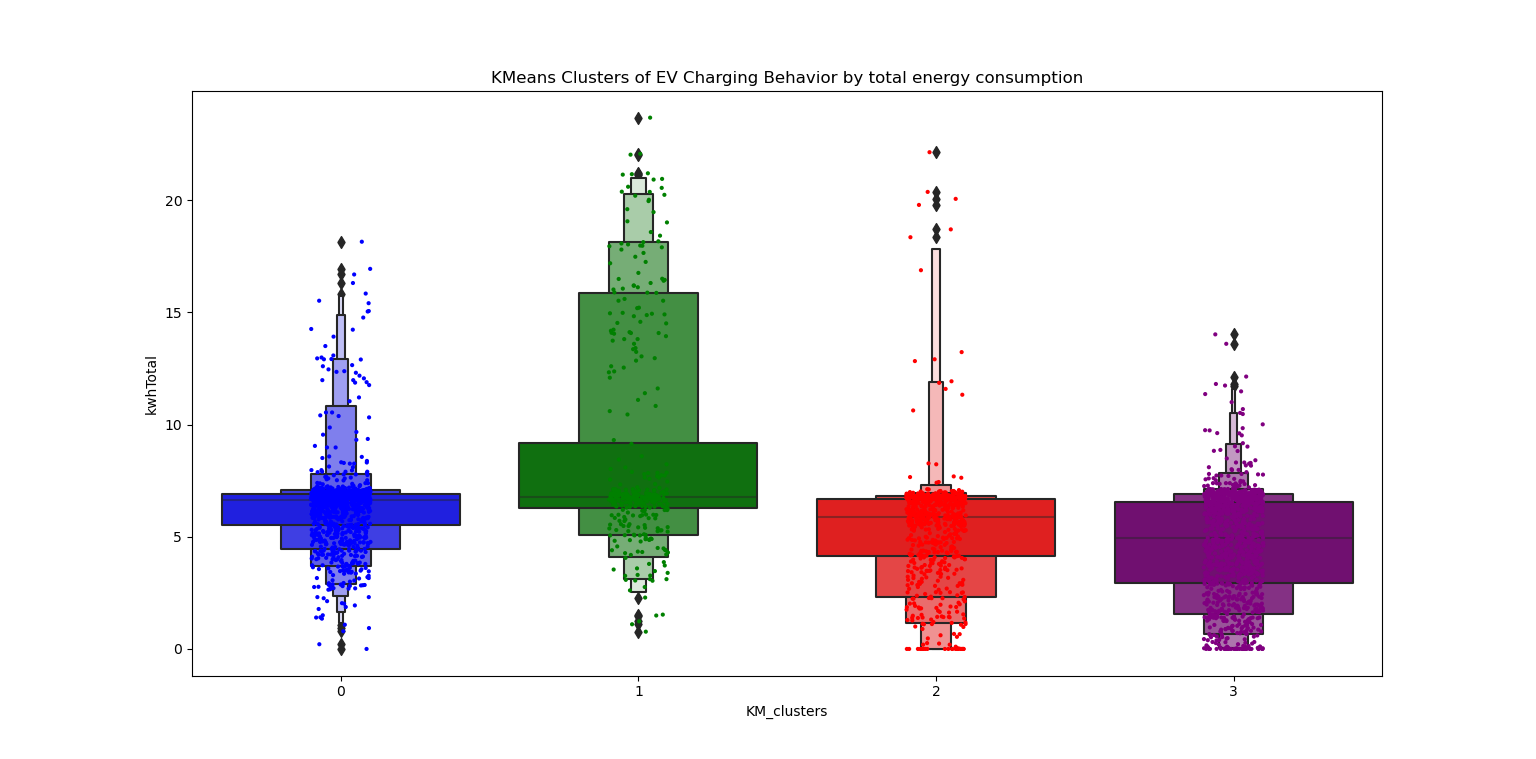 KMeans Clusters of EV Charging Behavior by total energy consumption
kwhTotal
20
15
10
5
0
0 1 2 3
KM_clusters